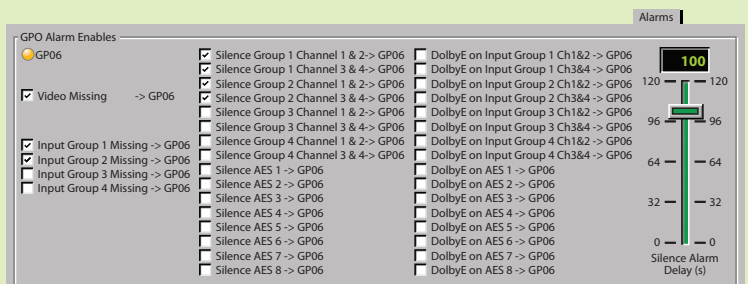 Alarms
GPO Alarm Enables
GP06
Video Missing -> GP06
Input Group 1 Missing -> GP06
Input Group 2 Missing -> GP06
Input Group 3 Missing -> GP06
Input Group 4 Missing -> GP06
Silence Group 1 Channel 1 & 2-> GP06
Silence Group 1 Channel 3 & 4-> GP06
Silence Group 2 Channel 1 & 2-> GP06
Silence Group 2 Channel 3 & 4-> GP06
Silence Group 3 Channel 1 & 2-> GP06
Silence Group 3 Channel 3 & 4-> GP06
Silence Group 4 Channel 1 & 2-> GP06
Silence Group 4 Channel 3 & 4-> GP06
Silence AES 1 -> GP06
Silence AES 2 -> GP06
Silence AES 3 -> GP06
Silence AES 4 -> GP06
Silence AES 5 -> GP06
Silence AES 6 -> GP06
Silence AES 7 -> GP06
Silence AES 8 -> GP06
DolbyE on Input Group 1 Ch1&2 -> GP06
DolbyE on Input Group 1 Ch3&4 -> GP06
DolbyE on Input Group 2 Ch1&2 -> GP06
DolbyE on Input Group 2 Ch3&4 -> GP06
DolbyE on Input Group 3 Ch1&2 -> GP06
DolbyE on Input Group 3 Ch3&4 -> GP06
DolbyE on Input Group 4 Ch1&2 -> GP06
DolbyE on Input Group 4 Ch3&4 -> GP06
DolbyE on AES 1 -> GP06
DolbyE on AES 2 -> GP06
DolbyE on AES 3 -> GP06
DolbyE on AES 4 -> GP06
DolbyE on AES 5 -> GP06
DolbyE on AES 6 -> GP06
DolbyE on AES 7 -> GP06
DolbyE on AES 8 -> GP06
100
120 120
96 96
64 64
32 32
0 0
Silence Alarm
Delay (s)